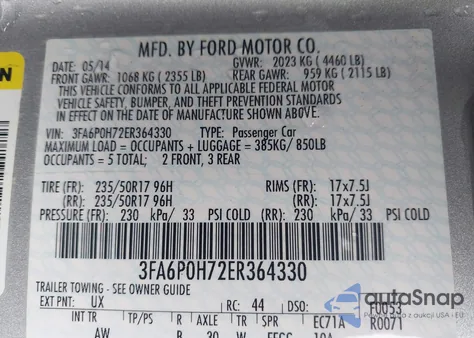 MFD. BY FORD MOTOR CO.
DATE: 05/14 GVWR: 2023 KG ( 4460 LB)
FRONT GAWR: 1068 KG ( 2355 LB) REAR GAWR: 959 KG ( 2115 LB)
THIS VEHICLE CONFORMS TO ALL APPLICABLE FEDERAL MOTOR
VEHICLE SAFETY, BUMPER, AND THEFT PREVENTION STANDARDS
IN EFFECT ON THE DATE OF MANUFACTURE SHOWN ABOVE.
VIN: 3FA6P0H72ER364330 TYPE: Passenger Car
MAXIMUM LOAD = OCCUPANTS + LUGGAGE = 385KG/ 850LB
OCCUPANTS = 5 TOTAL; 2 FRONT, 3 REAR
TIRE (FR): 235/50R17 96H RIMS (FR): 17x7.5J
(RR): 235/50R17 96H (RR): 17x7.5J
PRESSURE (FR): 230 kPa/ 33 PSI COLD (RR): 230 kPa/ 33 PSI COLD
3FA6P0H72ER364330
TRAILER TOWING - SEE OWNER GUIDE
EXT PNT: UX RC: 44 DSO: F0053
INT TR TP/PS R AXLE TR SPR EC71A R0071
AW B 30 W
autoSnap